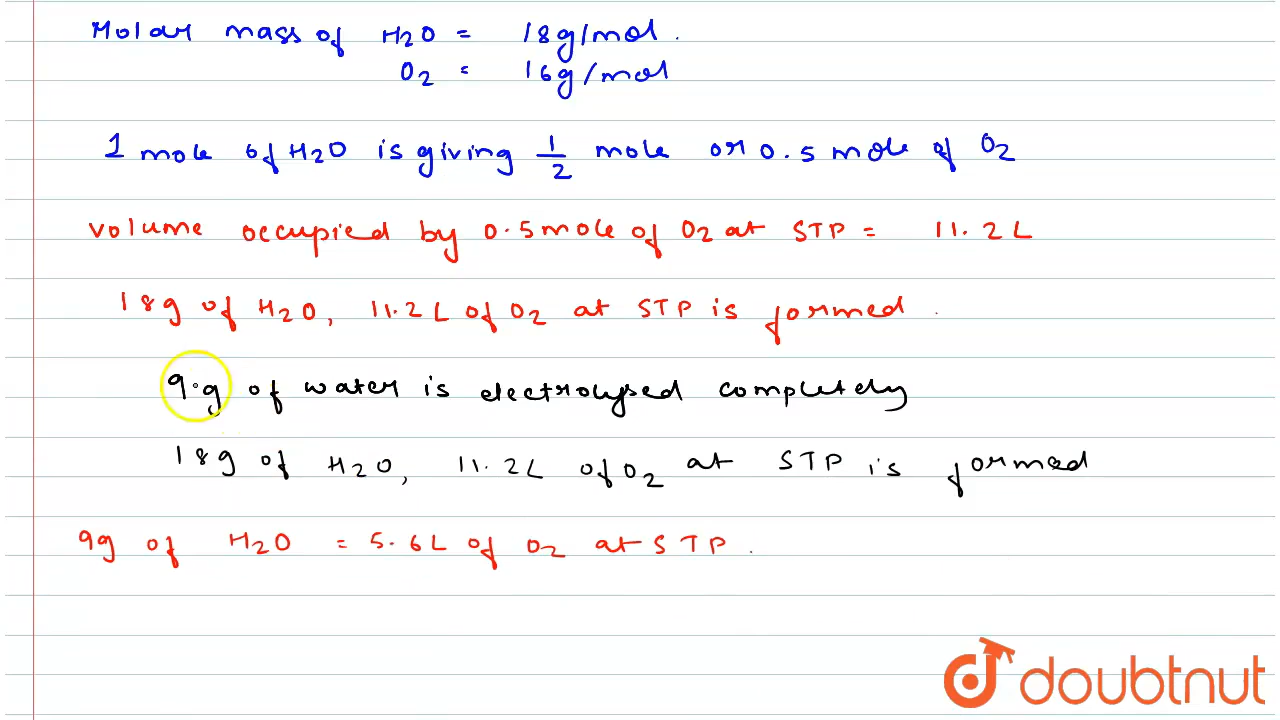 Molar mass of H2O = 18g/mol.
O2 = 16g/mol
1 mole of H2O is giving 1/2 mole or 0.5 mole of O2
Volume occupied by 0.5 mole of O2 at STP = 11.2L
18g of H2O, 11.2L of O2 at STP is formed.
9.g of water is electrolysed completely
18g of H2O, 11.2L of O2 at STP is formed
9g of H2O = 5.6L of O2 at STP.
doubtnut